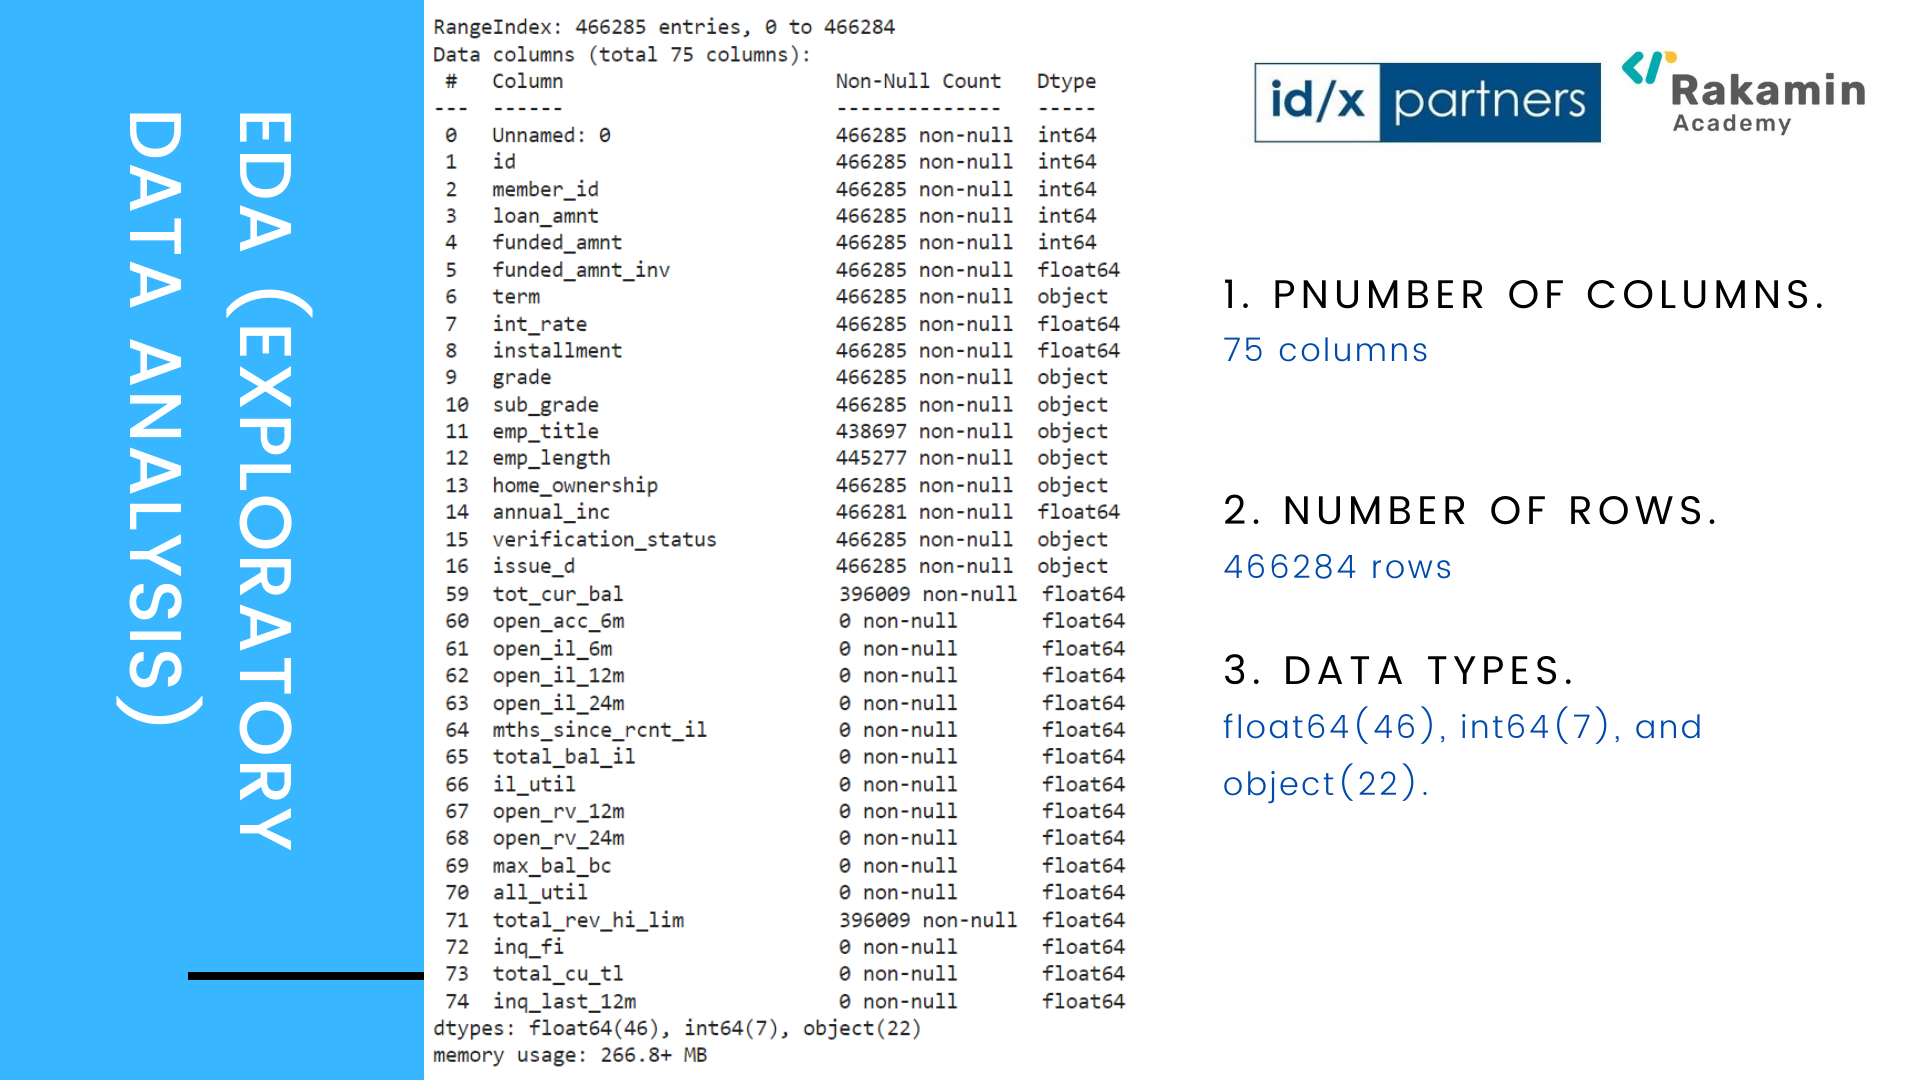 EDA (EXPLORATORY
DATA ANALYSIS)
RangeIndex: 466285 entries, 0 to 466284
Data columns (total 75 columns):
#   Column   Non-Null Count   Dtype
---   ------   --------------   -----
0   Unnamed: 0   466285 non-null   int64
1   id   466285 non-null   int64
2   member_id   466285 non-null   int64
3   loan_amnt   466285 non-null   int64
4   funded_amnt   466285 non-null   int64
5   funded_amnt_inv   466285 non-null   float64
6   term   466285 non-null   object
7   int_rate   466285 non-null   float64
8   installment   466285 non-null   float64
9   grade   466285 non-null   object
10   sub_grade   466285 non-null   object
11   emp_title   438697 non-null   object
12   emp_length   445277 non-null   object
13   home_ownership   466285 non-null   object
14   annual_inc   466281 non-null   float64
15   verification_status   466285 non-null   object
16   issue_d   466285 non-null   object
59   tot_cur_bal   396009 non-null   float64
60   open_acc_6m   0 non-null   float64
61   open_il_6m   0 non-null   float64
62   open_il_12m   0 non-null   float64
63   open_il_24m   0 non-null   float64
64   mths_since_rcnt_il   0 non-null   float64
65   total_bal_il   0 non-null   float64
66   il_util   0 non-null   float64
67   open_rv_12m   0 non-null   float64
68   open_rv_24m   0 non-null   float64
69   max_bal_bc   0 non-null   float64
70   all_util   0 non-null   float64
71   total_rev_hi_lim   396009 non-null   float64
72   inq_fi   0 non-null   float64
73   total_cu_tl   0 non-null   float64
74   inq_last_12m   0 non-null   float64
dtypes: float64(46), int64(7), object(22)
memory usage: 266.8+ MB
id/x partners
Rakamin
Academy
1. PNUMBER OF COLUMNS.
75 columns
2. NUMBER OF ROWS.
466284 rows
3. DATA TYPES.
float64(46), int64(7), and
object(22).